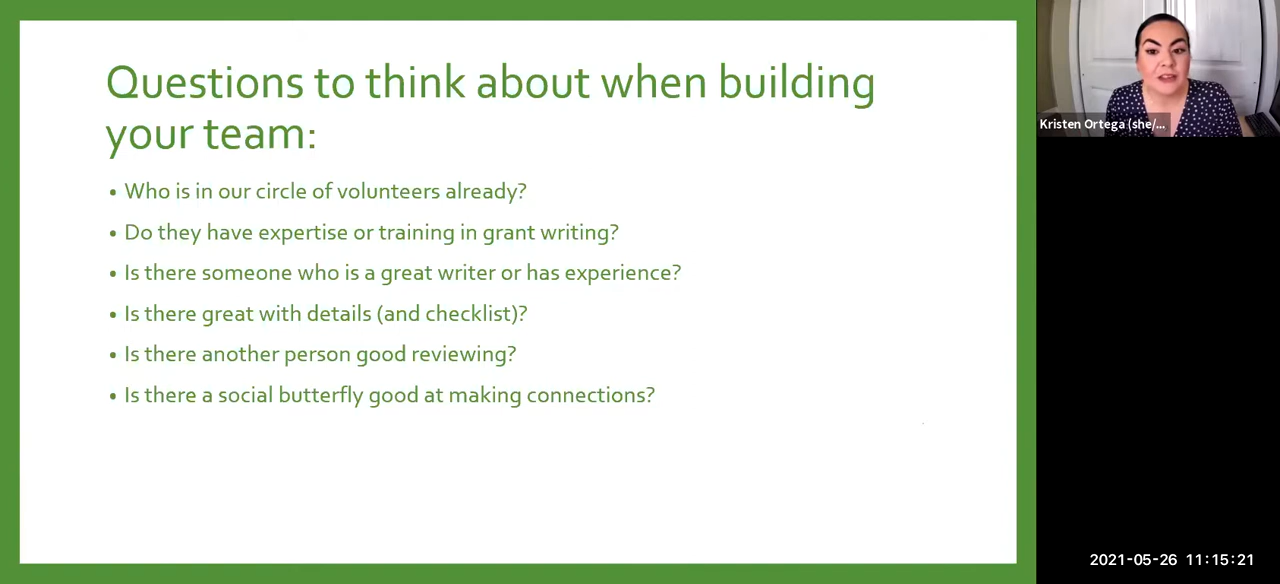 Questions to think about when building
your team:
• Who is in our circle of volunteers already?
• Do they have expertise or training in grant writing?
• Is there someone who is a great writer or has experience?
• Is there great with details (and checklist)?
• Is there another person good reviewing?
• Is there a social butterfly good at making connections?
Kristen Ortega (she/...
2021-05-26 11:15:21